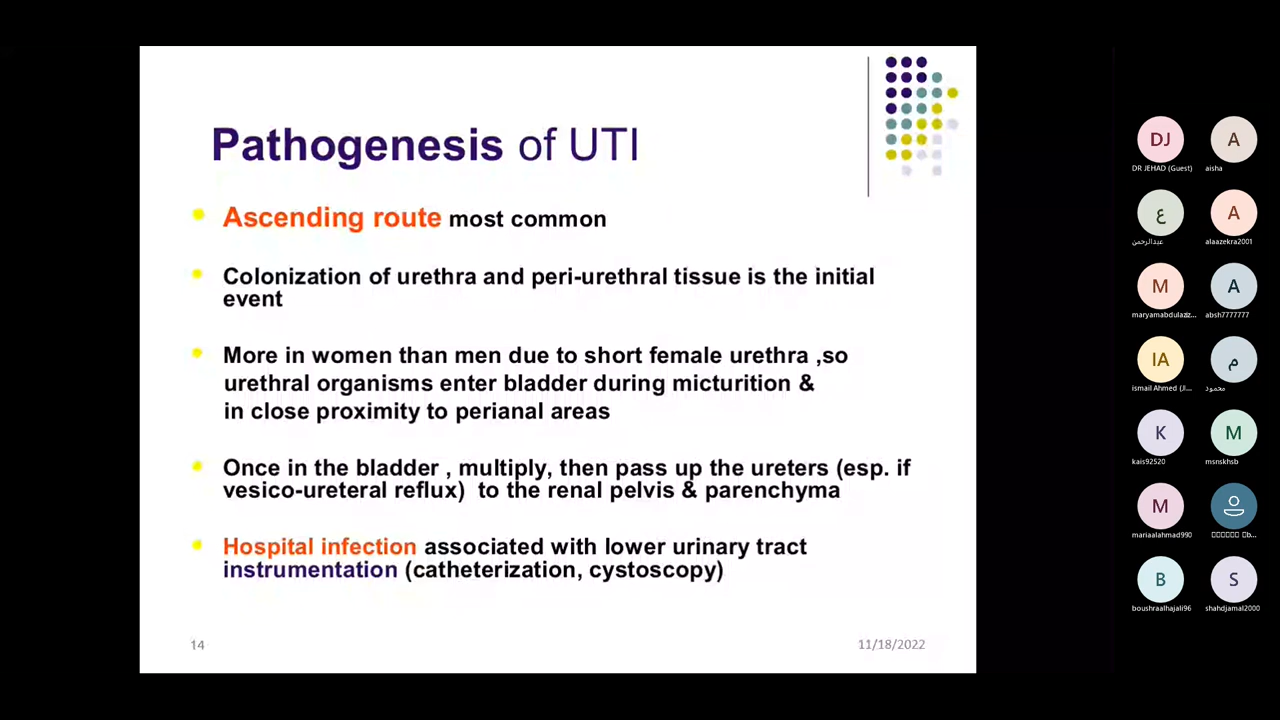 Pathogenesis of UTI
Ascending route most common
Colonization of urethra and peri-urethral tissue is the initial
event
More in women than men due to short female urethra ,so
urethral organisms enter bladder during micturition &
in close proximity to perianal areas
Once in the bladder , multiply, then pass up the ureters (esp. if
vesico-ureteral reflux) to the renal pelvis & parenchyma
Hospital infection associated with lower urinary tract
instrumentation (catheterization, cystoscopy)
14
11/18/2022
DJ
A
DR JEHAD (Guest)
aisha
ع
A
عبدالرحمن
alaazekra2001
M
A
maryamabdulaziz...
absh7777777
IA
م
ismail Ahmed (JI...
محمود
K
M
kais92520
msnskhsb
M
mariaalahmad990
B
S
boushraalhajali96
shahdjamal2000